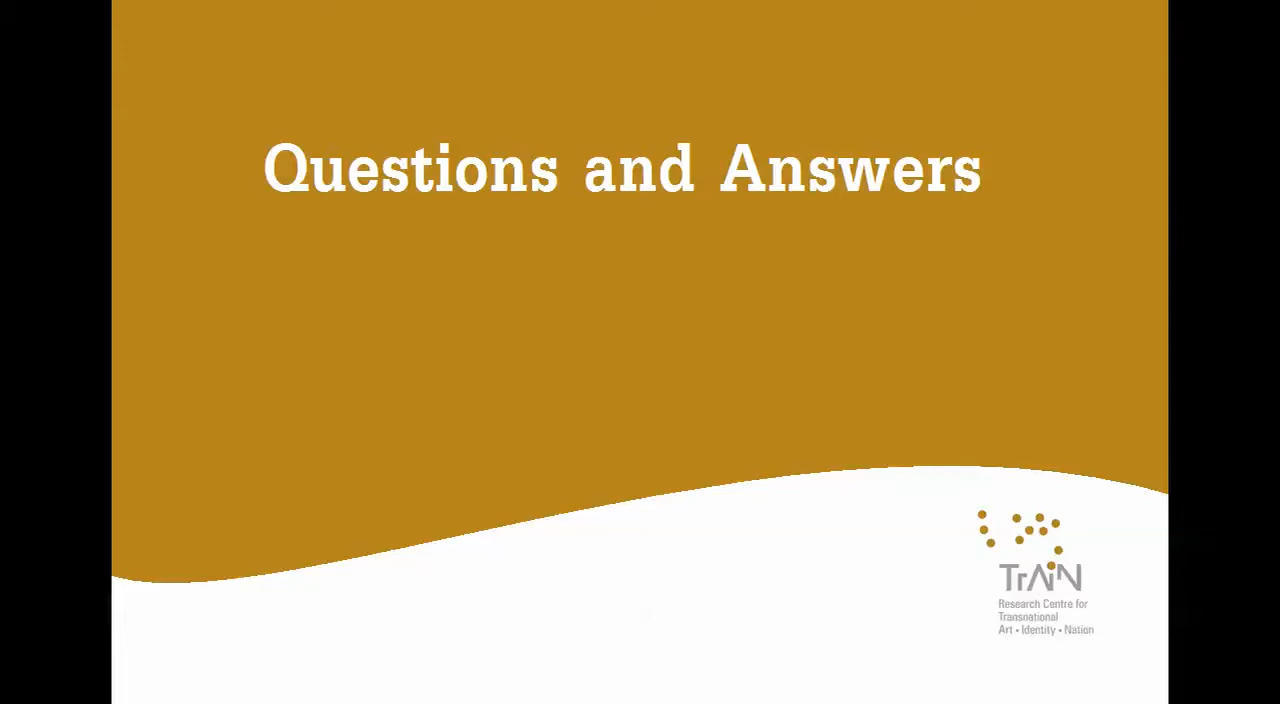 Questions and Answers
TrAIN
Research Centre for
Transnational
Art • Identity • Nation